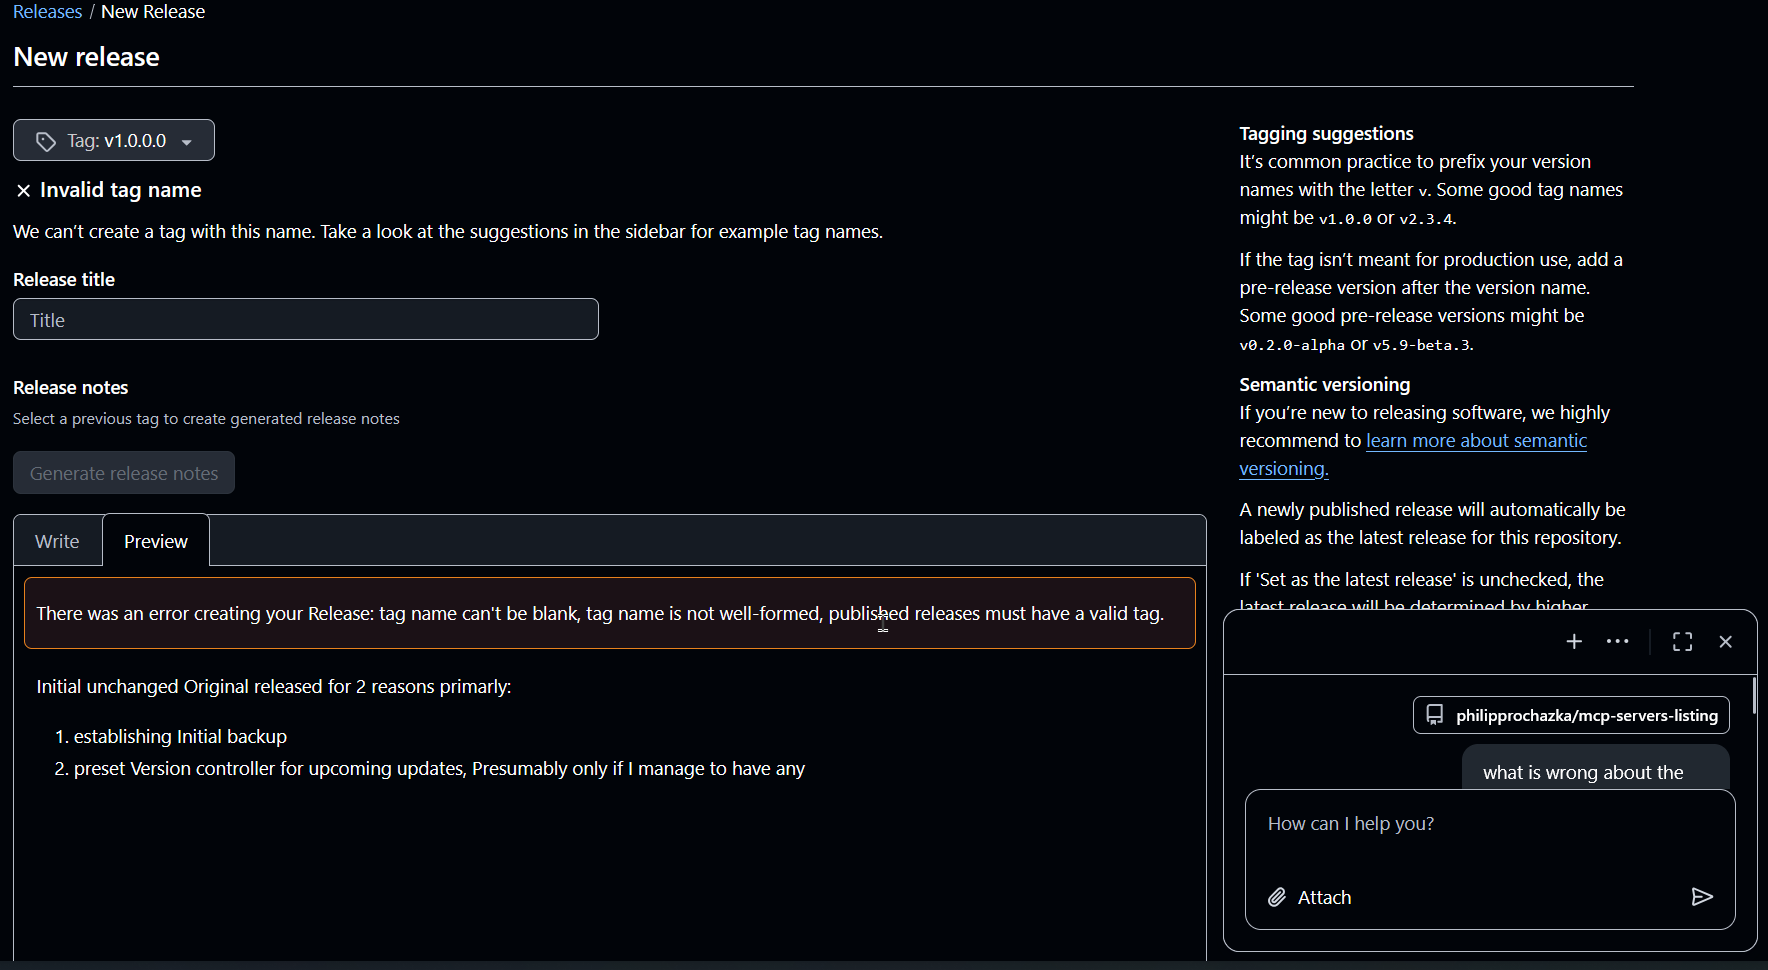 Releases / New Release
New release
Tag: v1.0.0.0
Invalid tag name
We can't create a tag with this name. Take a look at the suggestions in the sidebar for example tag names.
Release title
Title
Release notes
Select a previous tag to create generated release notes
Generate release notes
Write
Preview
There was an error creating your Release: tag name can't be blank, tag name is not well-formed, published releases must have a valid tag.
Initial unchanged Original released for 2 reasons primarly:
1. establishing Initial backup
2. preset Version controller for upcoming updates, Presumably only if I manage to have any
Tagging suggestions
It's common practice to prefix your version
names with the letter v. Some good tag names
might be v1.0.0 or v2.3.4.
If the tag isn't meant for production use, add a
pre-release version after the version name.
Some good pre-release versions might be
v0.2.0-alpha or v5.9-beta.3.
Semantic versioning
If you're new to releasing software, we highly
recommend to learn more about semantic
versioning.
A newly published release will automatically be
labeled as the latest release for this repository.
If 'Set as the latest release' is unchecked, the
latest release will be determined by higher
philipprochazka/mcp-servers-listing
what is wrong about the
How can I help you?
Attach